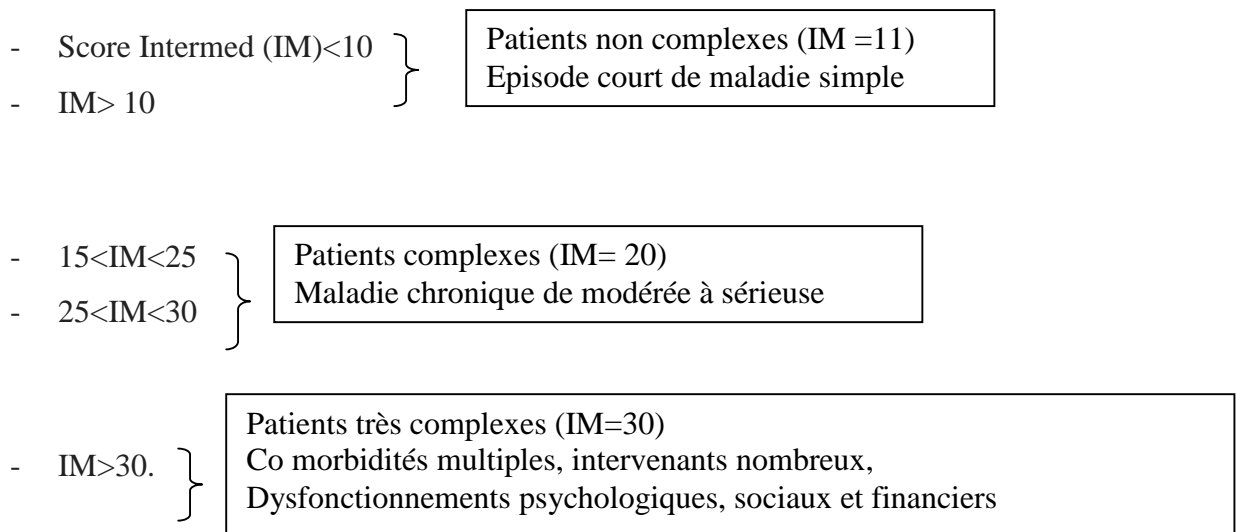 - Score Intermed (IM)<10
- IM> 10
Patients non complexes (IM =11)
Episode court de maladie simple
- 15<IM<25
- 25<IM<30
Patients complexes (IM= 20)
Maladie chronique de modérée à sérieuse
- IM>30.
Patients très complexes (IM=30)
Co morbidités multiples, intervenants nombreux,
Dysfonctionnements psychologiques, sociaux et financiers